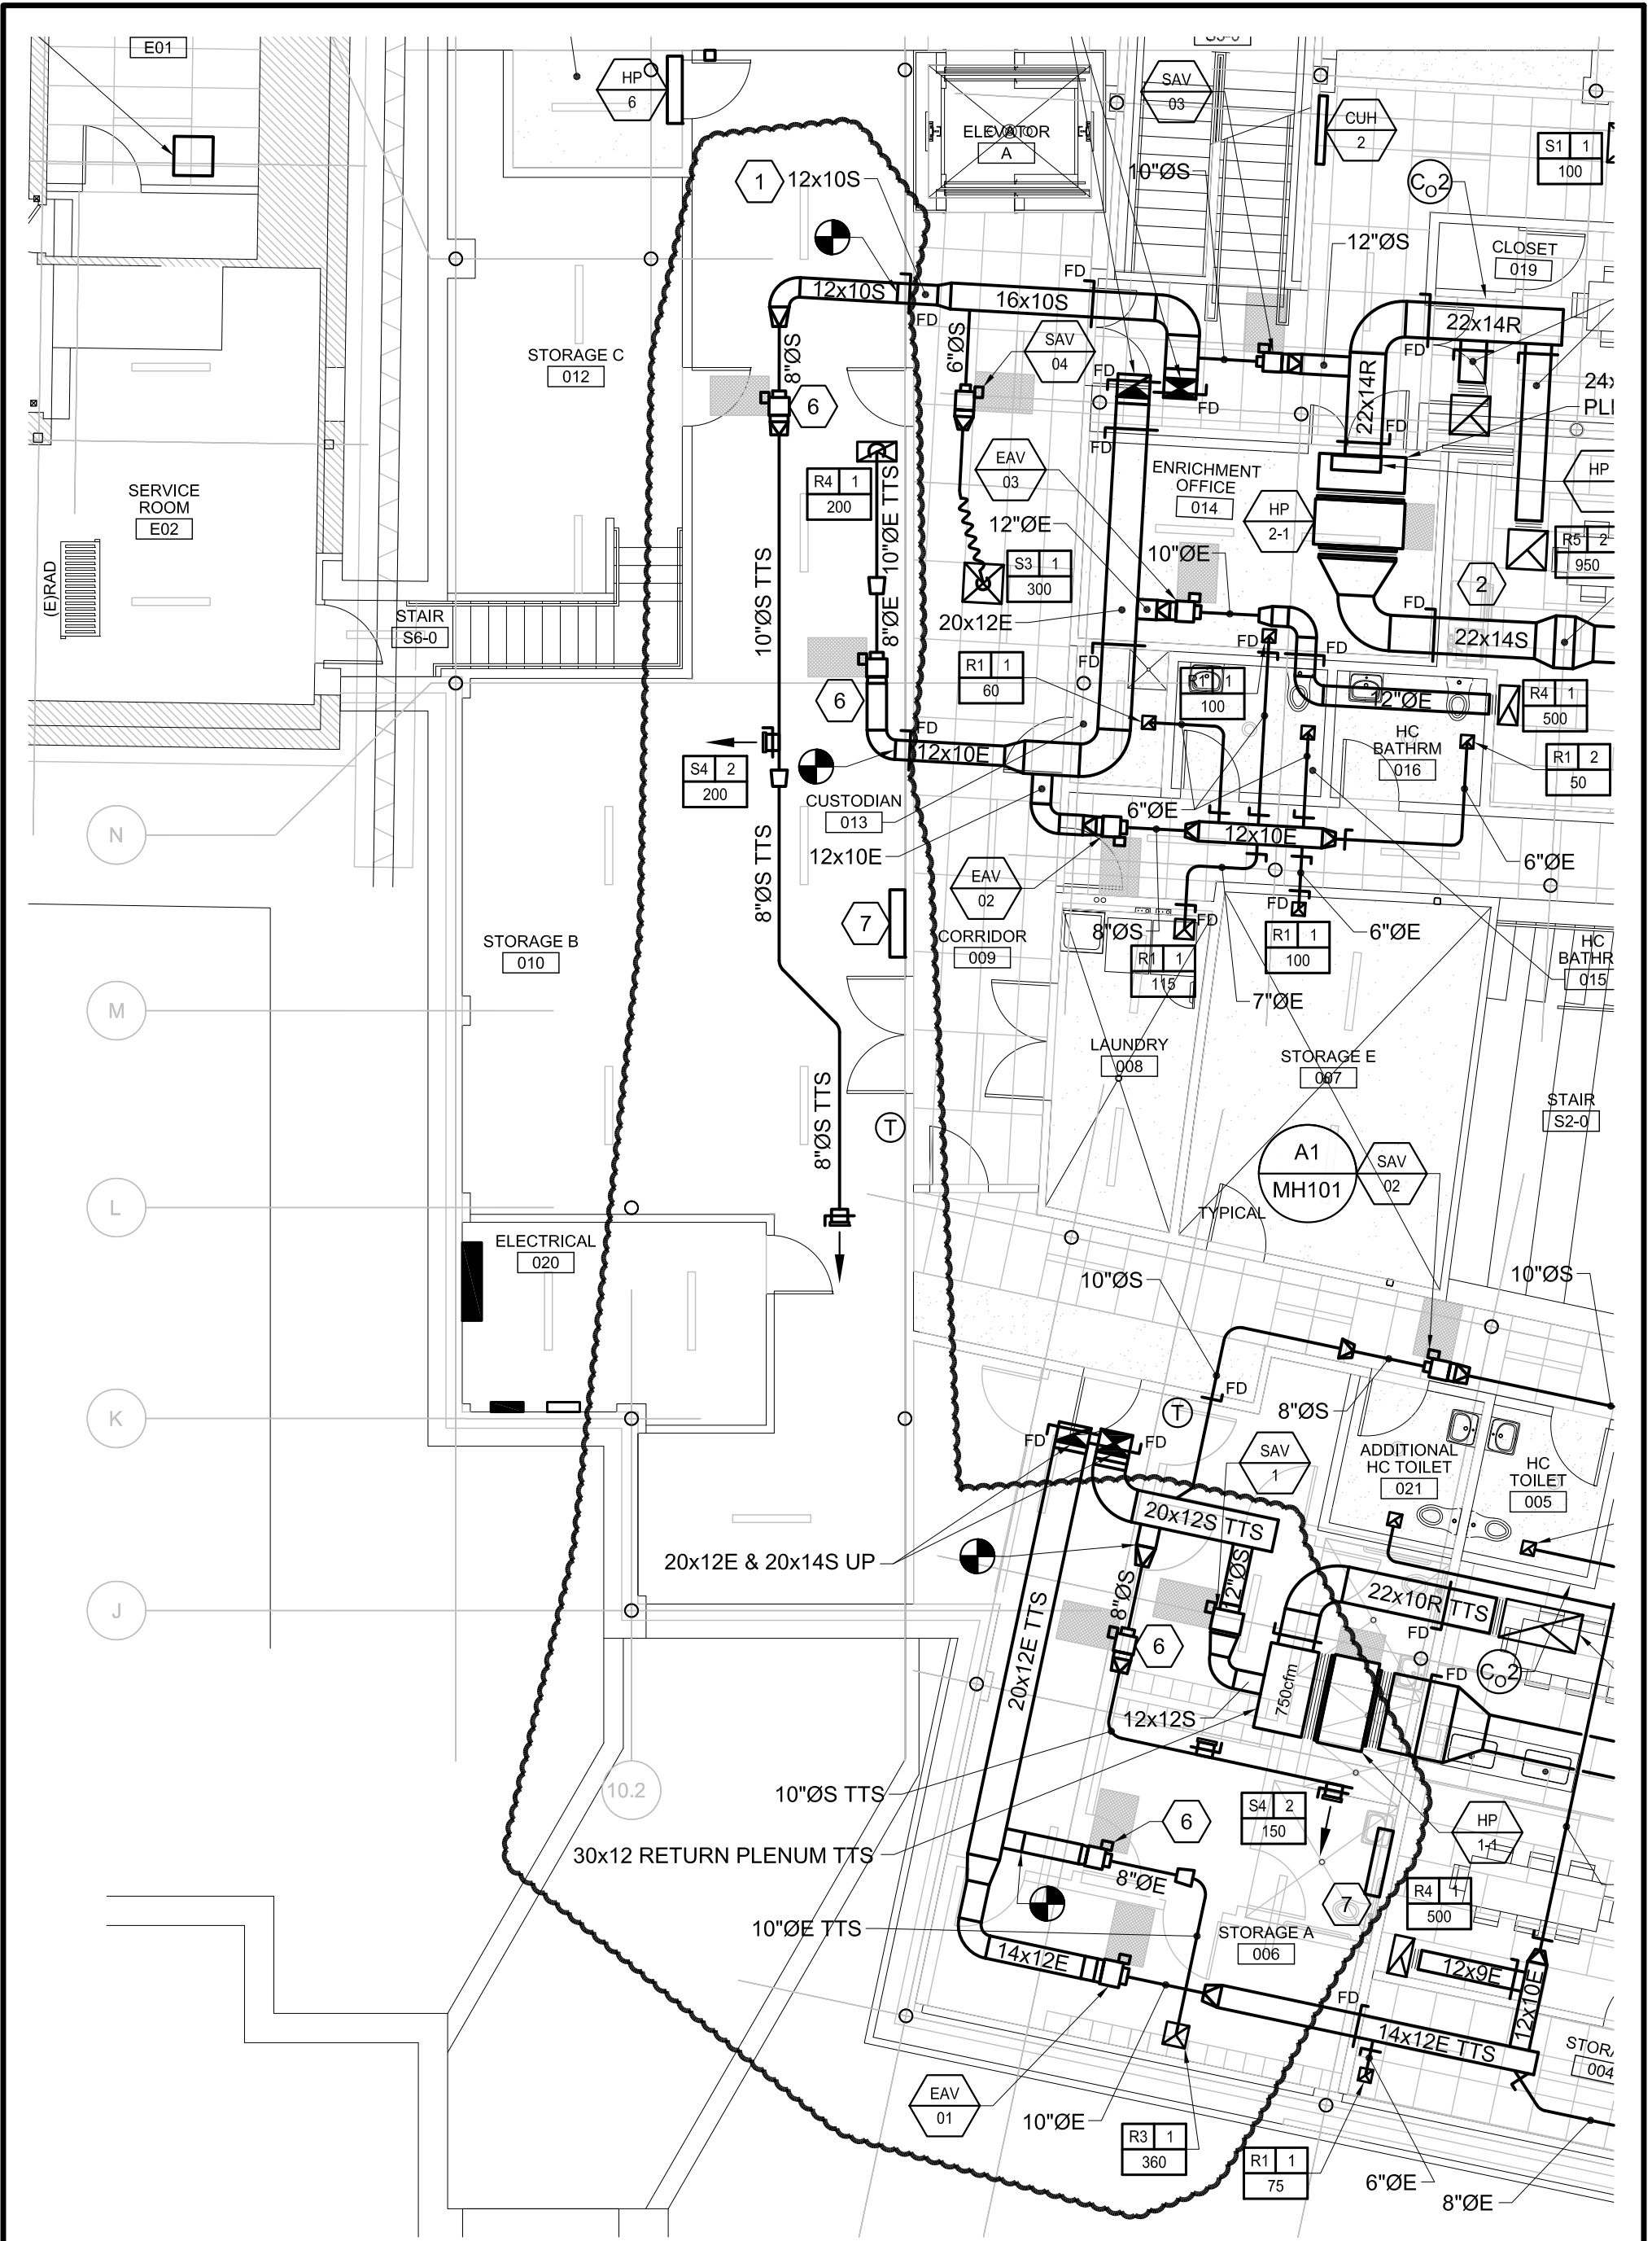 E01
HP
6
ELEVATOR
A
SAV
03
CUH
2
S1 1
100
1
12x10S
10"ØS
CO2
12"ØS
CLOSET
019
FD
12x10S
16x10S
FD
22x14R
FD
STORAGE C
012
8"ØS
6"ØS
SAV
04
FD
22x14R
6
FD
FD
FD
FD
SERVICE
ROOM
E02
R4 1
200
10"ØE TTS
EAV
03
ENRICHMENT
OFFICE
014
HP
2-1
HP
R5 2
950
12"ØE
10"ØE
S3 1
300
2
(E)RAD
STAIR
S6-0
10"ØS TTS
8"ØE
20x12E
FD
FD
FD
22x14S
R1 1
60
FD
R1 1
100
12"ØE
R4 1
500
6
FD
12x10E
HC
BATHRM
016
R1 2
50
S4 2
200
CUSTODIAN
013
6"ØE
N
12x10E
12x10E
6"ØE
8"ØS TTS
EAV
02
7
FD
FD
STORAGE B
010
CORRIDOR
009
8"ØS
R1 1
115
R1 1
100
6"ØE
HC
BATHR
015
M
7"ØE
8"ØS TTS
LAUNDRY
008
STORAGE E
007
STAIR
S2-0
T
A1
MH101
SAV
02
L
TYPICAL
ELECTRICAL
020
10"ØS
10"ØS
FD
K
T
8"ØS
FD
FD
SAV
1
ADDITIONAL
HC TOILET
021
HC
TOILET
005
20x12S TTS
20x12E & 20x14S UP
12"ØS
8"ØS
J
22x10R TTS
FD
20x12E TTS
6
CO2
FD
750cfm
12x12S
10.2
10"ØS TTS
S4 2
150
6
HP
1-1
30x12 RETURN PLENUM TTS
8"ØE
R4 1
500
7
10"ØE TTS
STORAGE A
006
14x12E
12x9E
FD
12x10E
14x12E TTS
004
EAV
01
10"ØE
R3 1
360
R1 1
75
6"ØE
8"ØE